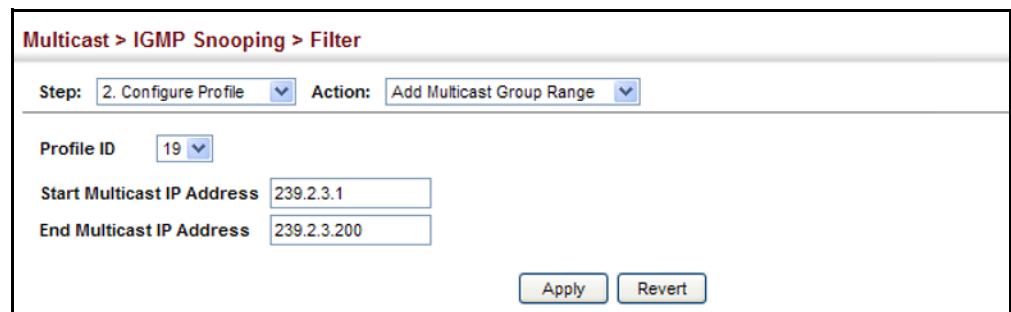 Multicast > IGMP Snooping > Filter
Step: 2. Configure Profile Action: Add Multicast Group Range
Profile ID 19
Start Multicast IP Address 239.2.3.1
End Multicast IP Address 239.2.3.200
Apply Revert